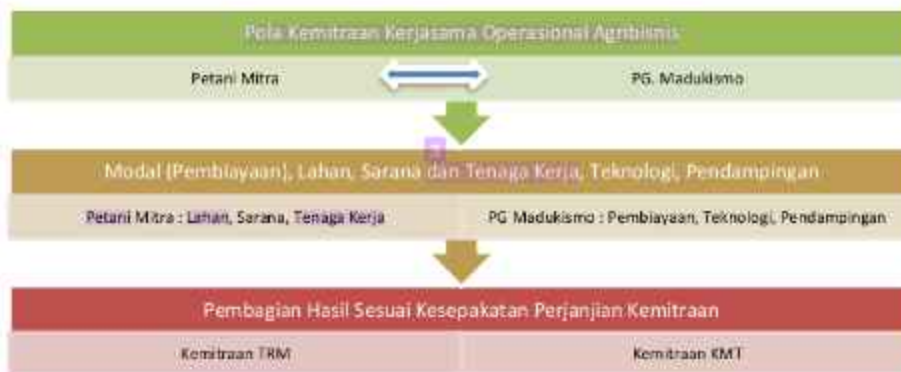 Pola Kemitraan Kerjasama Operasional Agribisnis
Petani Mitra
PG. Madukismo
Modal (Pembiayaan), Lahan, Sarana dan Tenaga Kerja, Teknologi, Pendampingan
Petani Mitra : Lahan, Sarana, Tenaga Kerja
PG Madukismo : Pembiayaan, Teknologi, Pendampingan
Pembagian Hasil Sesuai Kesepakatan Perjanjian Kemitraan
Kemitraan TRM
Kemitraan KMT